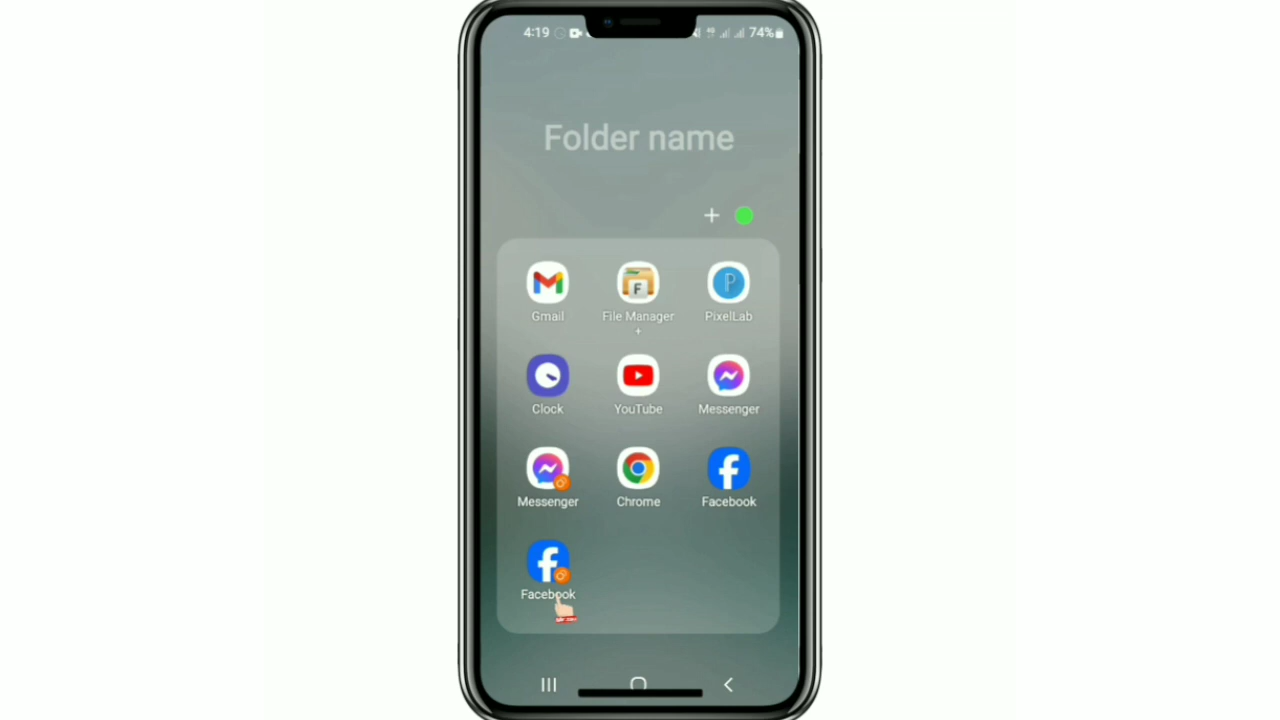 4:19 74%
Folder name
Gmail File Manager + PixelLab
Clock YouTube Messenger
Messenger Chrome Facebook
Facebook